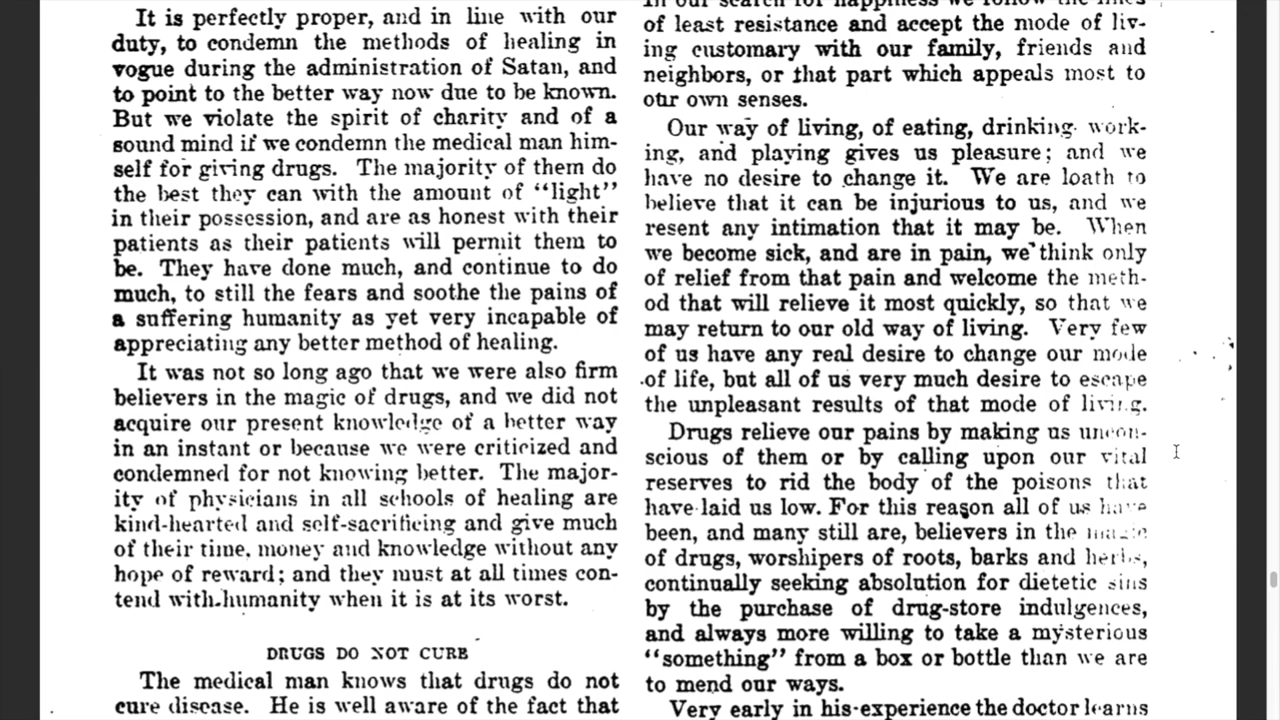 It is perfectly proper, and in line with our
duty, to condemn the methods of healing in
vogue during the administration of Satan, and
to point to the better way now due to be known.
But we violate the spirit of charity and of a
sound mind if we condemn the medical man him-
self for giving drugs. The majority of them do
the best they can with the amount of "light"
in their possession, and are as honest with their
patients as their patients will permit them to
be. They have done much, and continue to do
much, to still the fears and soothe the pains of
a suffering humanity as yet very incapable of
appreciating any better method of healing.
It was not so long ago that we were also firm
believers in the magic of drugs, and we did not
acquire our present knowledge of a better way
in an instant or because we were criticized and
condemned for not knowing better. The major-
ity of physicians in all schools of healing are
kind-hearted and self-sacrificing and give much
of their time, money and knowledge without any
hope of reward; and they must at all times con-
tend with humanity when it is at its worst.
DRUGS DO NOT CURE
The medical man knows that drugs do not
cure disease. He is well aware of the fact that
In our search for happiness we follow the lines
of least resistance and accept the mode of liv-
ing customary with our family, friends and
neighbors, or that part which appeals most to
our own senses.
Our way of living, of eating, drinking, work-
ing, and playing gives us pleasure; and we
have no desire to change it. We are loath to
believe that it can be injurious to us, and we
resent any intimation that it may be. When
we become sick, and are in pain, we think only
of relief from that pain and welcome the meth-
od that will relieve it most quickly, so that we
may return to our old way of living. Very few
of us have any real desire to change our mode
of life, but all of us very much desire to escape
the unpleasant results of that mode of living.
Drugs relieve our pains by making us uncon-
scious of them or by calling upon our vital
reserves to rid the body of the poisons that
have laid us low. For this reason all of us have
been, and many still are, believers in the magic
of drugs, worshipers of roots, barks and herbs,
continually seeking absolution for dietetic sins
by the purchase of drug-store indulgences,
and always more willing to take a mysterious
"something" from a box or bottle than we are
to mend our ways.
Very early in his experience the doctor learns